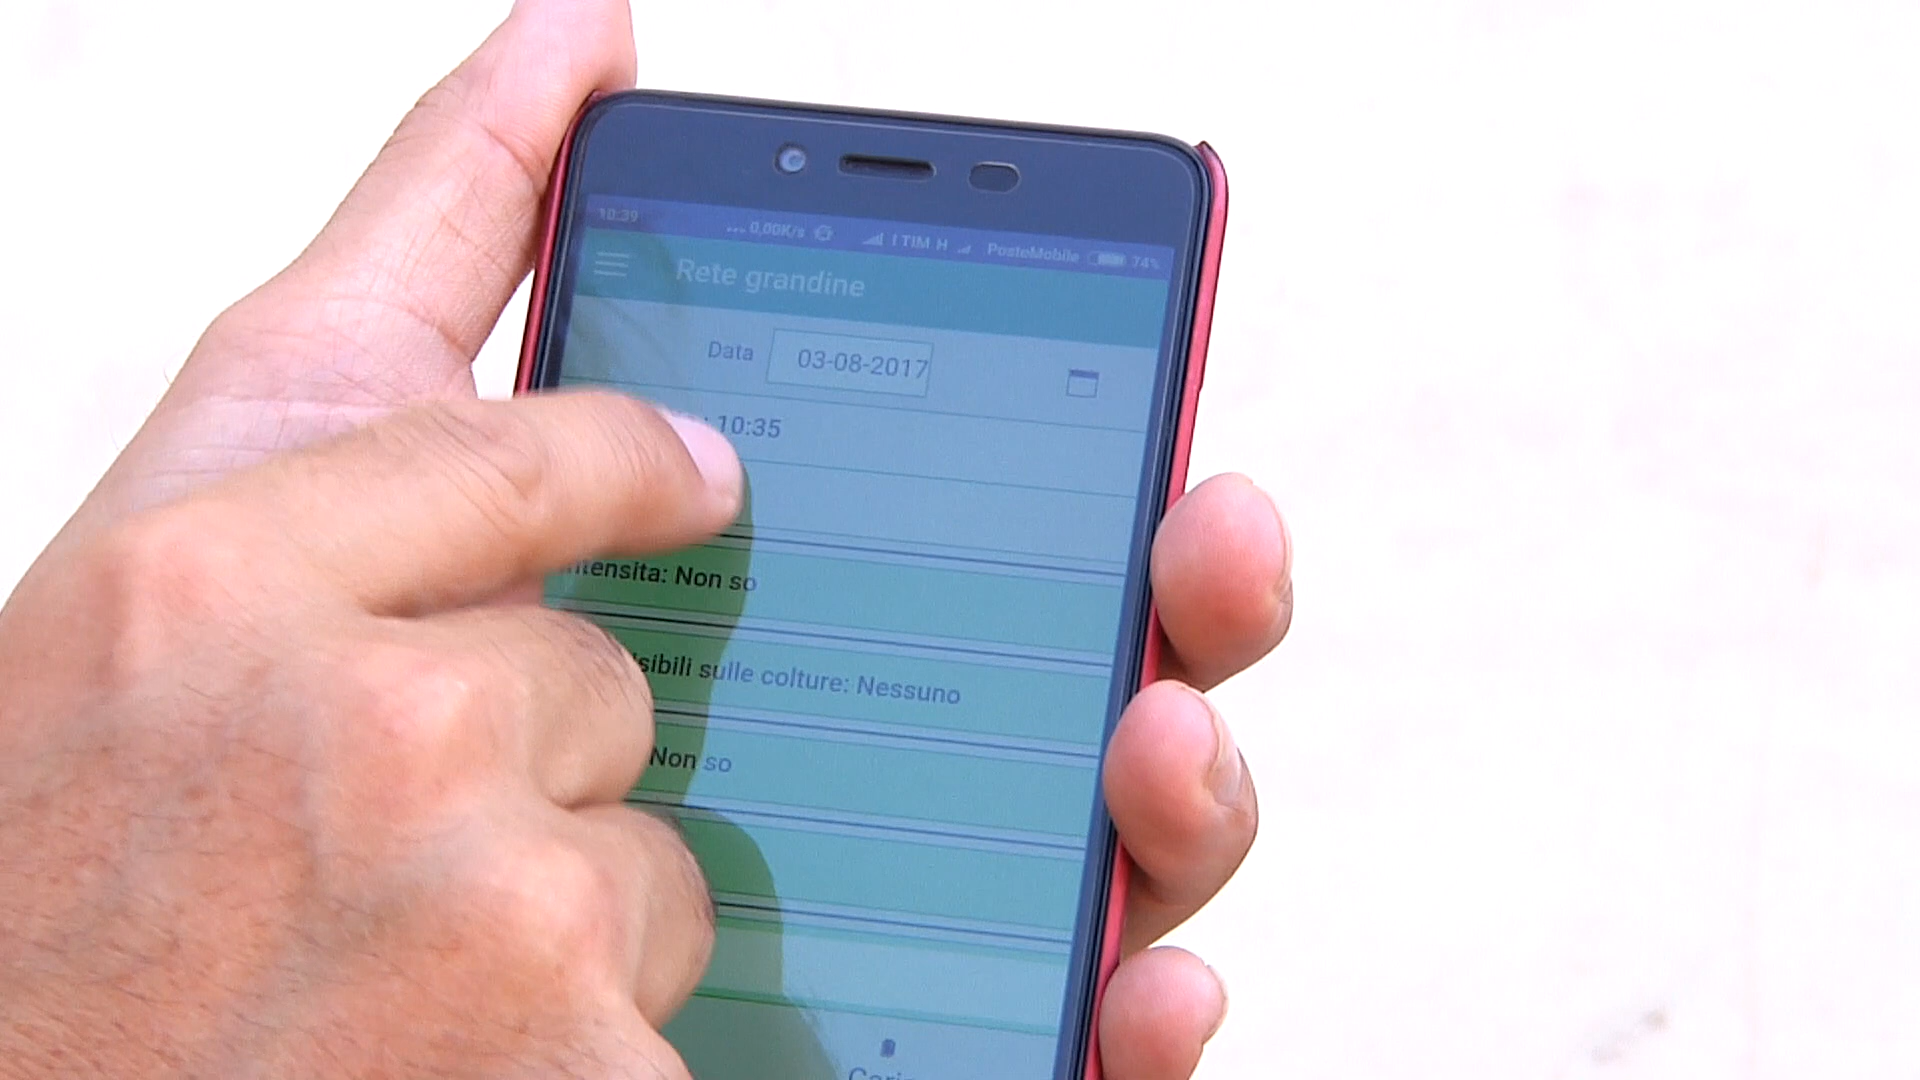 10:39 ... 0,00K/s TIM H PosteMobile 74%
Rete grandine
Data 03-08-2017
: 10:35
ntensita: Non so
sibili sulle colture: Nessuno
Non so